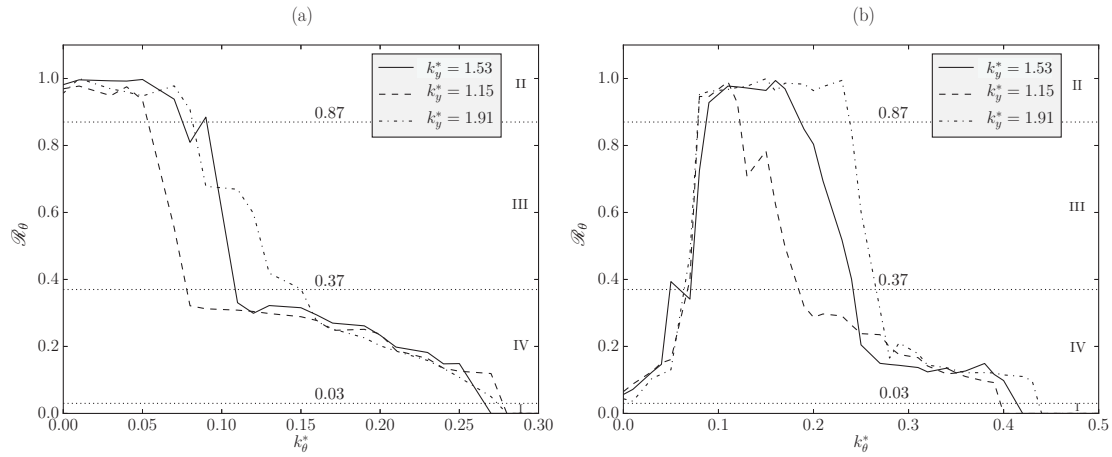 (a)
1.0
0.8
0.6
0.4
0.2
0.0
ℛθ
0.00
0.05
0.10
0.15
0.20
0.25
0.30
k*θ
k*y = 1.53
k*y = 1.15
k*y = 1.91
0.87
0.37
0.03
II
III
IV
I
(b)
1.0
0.8
0.6
0.4
0.2
0.0
ℛθ
0.0
0.1
0.2
0.3
0.4
0.5
k*θ
k*y = 1.53
k*y = 1.15
k*y = 1.91
0.87
0.37
0.03
II
III
IV
I